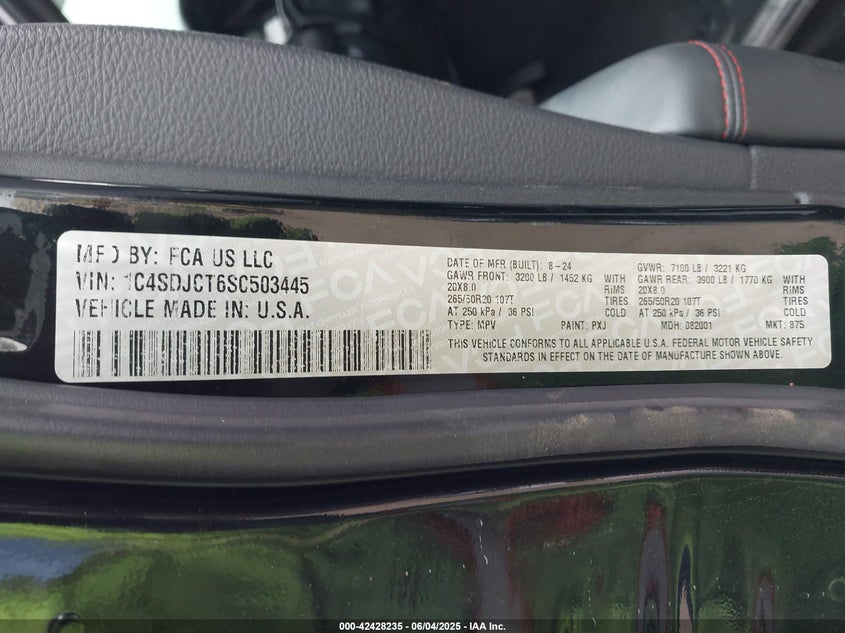 MFD BY: FCA US LLC
VIN: 1C4SDJCT6SC503445
VEHICLE MADE IN: U.S.A.
DATE OF MFR (BUILT): 8-24 GVWR: 7100 LB / 3221 KG
GAWR FRONT: 3200 LB / 1452 KG WITH GAWR REAR: 3900 LB / 1770 KG WITH
20X8.0 RIMS 20X8.0 RIMS
265/50R20 107T TIRES 265/50R20 107T TIRES
AT 250 kPa / 36 PSI COLD AT 250 kPa / 36 PSI COLD
TYPE: MPV PAINT: PXJ MDH: 082001 MKT: 875
THIS VEHICLE CONFORMS TO ALL APPLICABLE U.S.A. FEDERAL MOTOR VEHICLE SAFETY
STANDARDS IN EFFECT ON THE DATE OF MANUFACTURE SHOWN ABOVE.
000-42428235 - 06/04/2025 - IAA Inc.